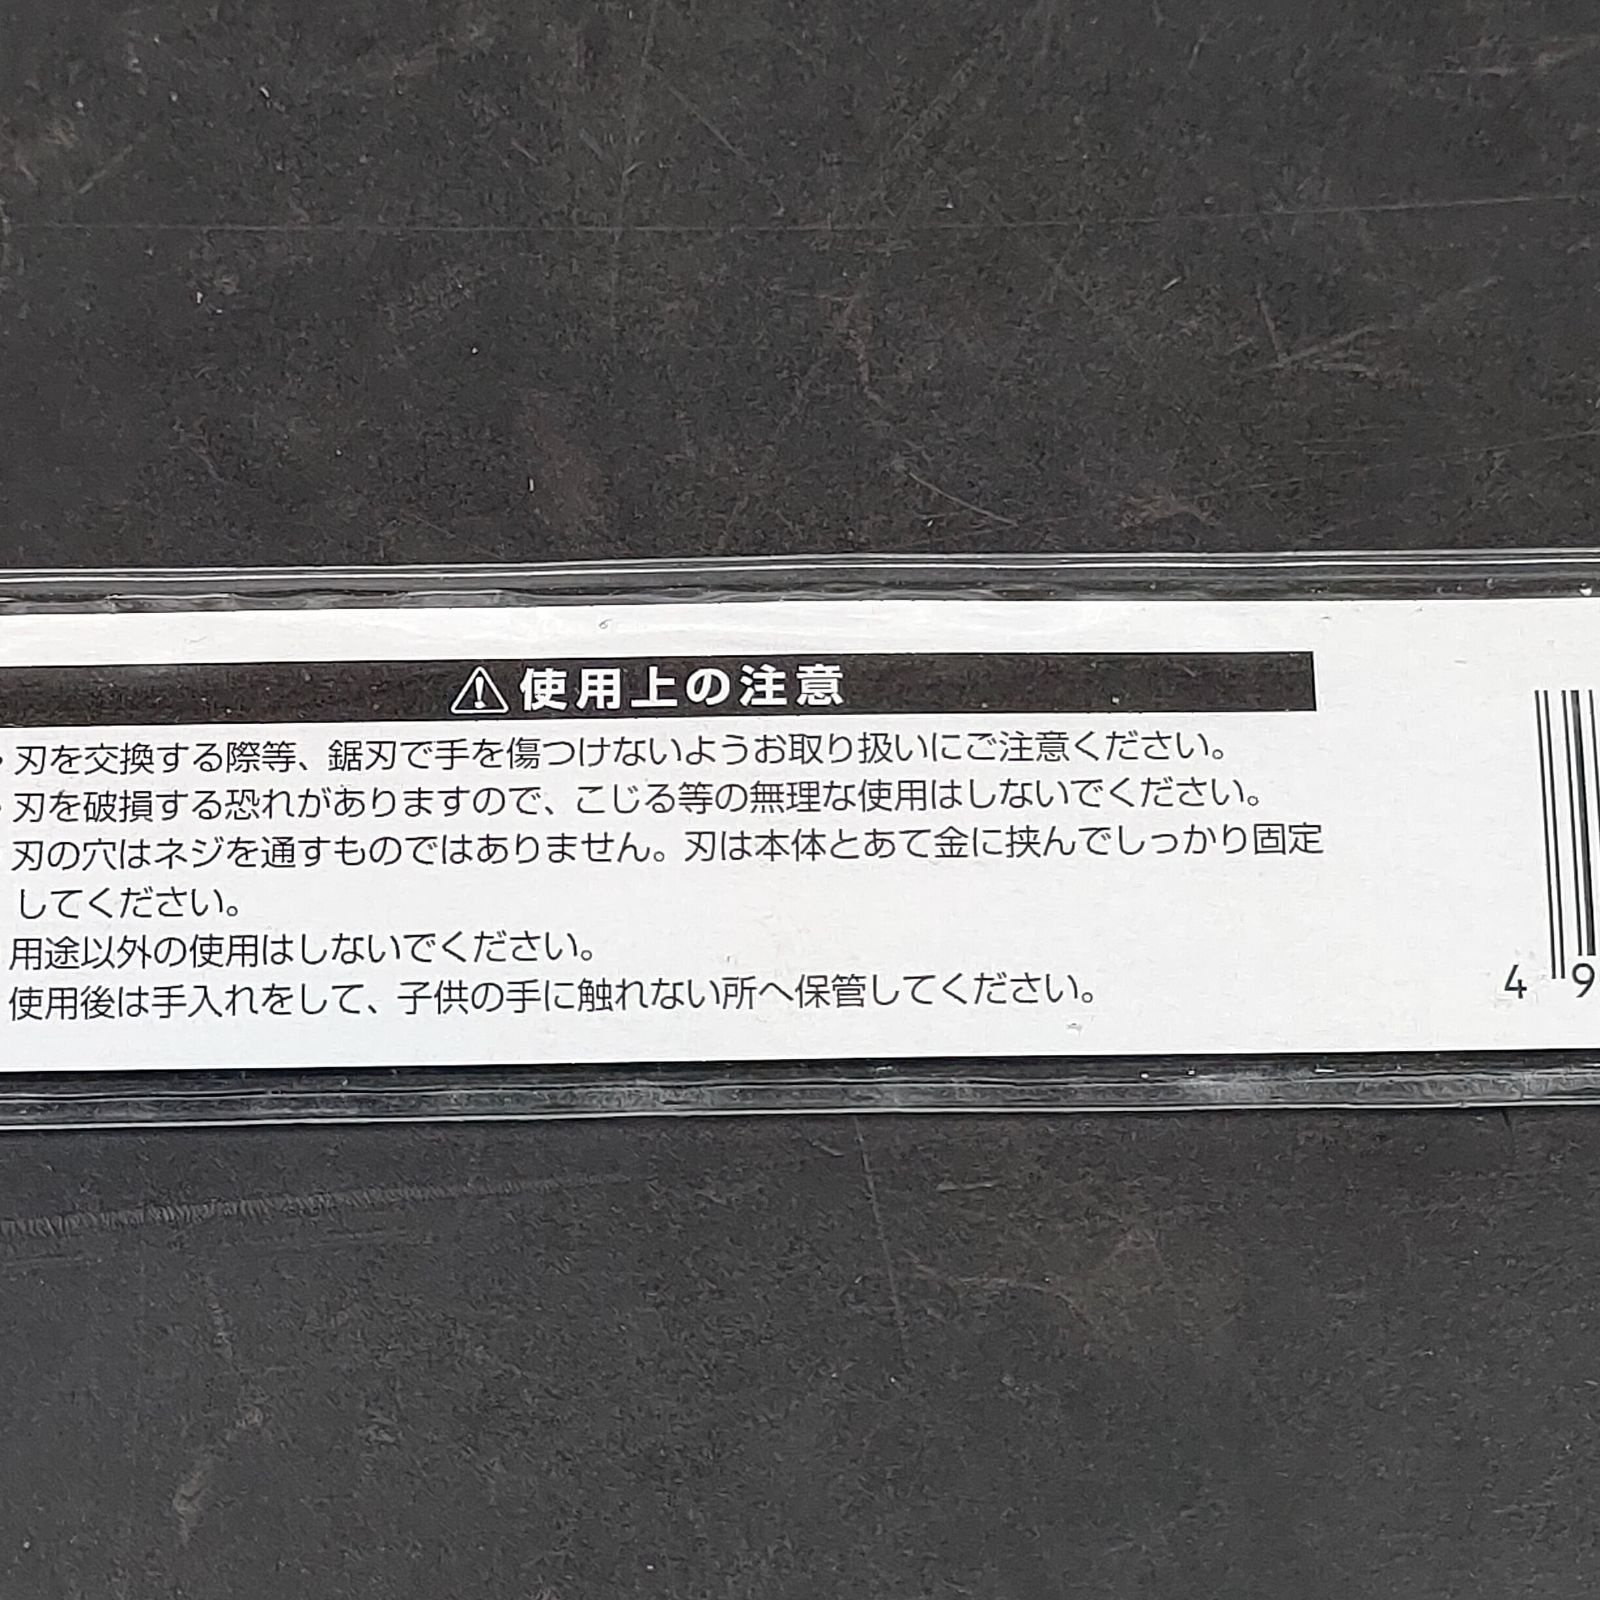 ⚠使用上の注意
・刃を交換する際等、鋸刃で手を傷つけないようお取り扱いにご注意ください。
・刃を破損する恐れがありますので、こじる等の無理な使用はしないでください。
刃の穴はネジを通すものではありません。刃は本体とあて金に挟んでしっかり固定
してください。
用途以外の使用はしないでください。
使用後は手入れをして、子供の手に触れない所へ保管してください。
4 9